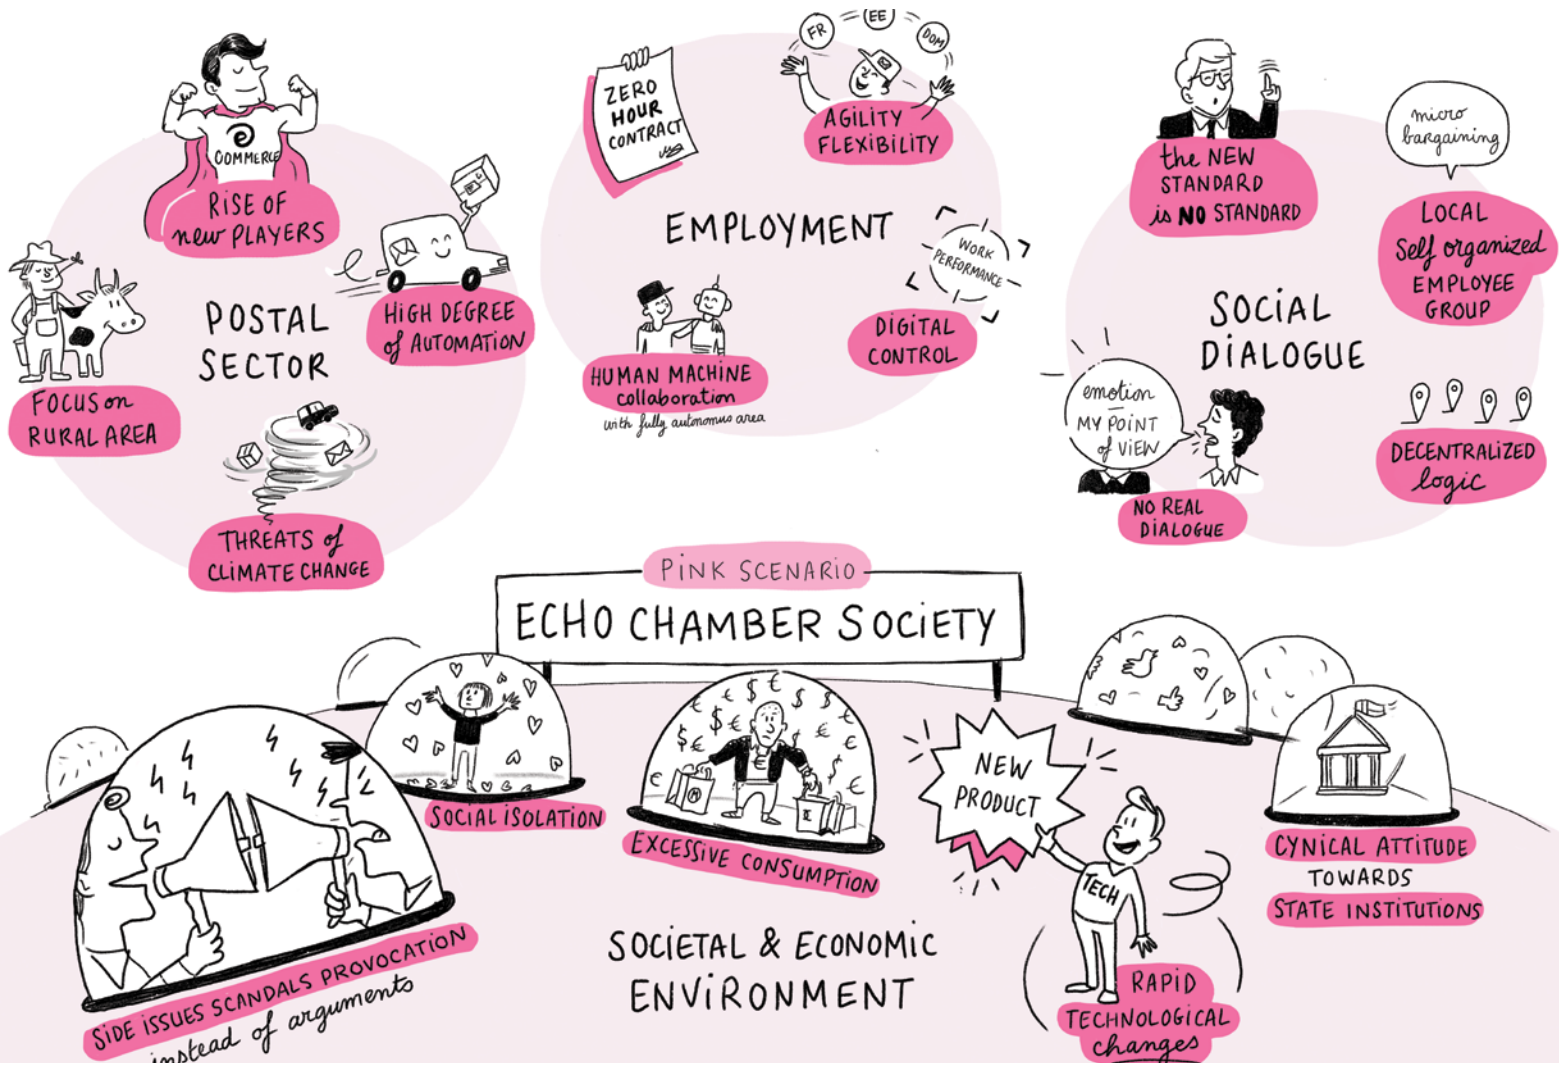 e
COMMERCE
RISE OF
new PLAYERS
HIGH DEGREE
of AUTOMATION
POSTAL
SECTOR
FOCUS on
RURAL AREA
THREATS of
CLIMATE CHANGE
ZERO
HOUR
CONTRACT
FR
EE
DOM
AGILITY
FLEXIBILITY
EMPLOYMENT
WORK
PERFORMANCE
DIGITAL
CONTROL
HUMAN MACHINE
collaboration
with fully autonomus area
the NEW
STANDARD
is NO STANDARD
micro
bargaining
LOCAL
Self organized
EMPLOYEE
GROUP
SOCIAL
DIALOGUE
emotion
MY POINT
of VIEW
NO REAL
DIALOGUE
DECENTRALIZED
logic
PINK SCENARIO
ECHO CHAMBER SOCIETY
SIDE ISSUES SCANDALS PROVOCATION
instead of arguments
SOCIAL ISOLATION
EXCESSIVE CONSUMPTION
NEW
PRODUCT
TECH
RAPID
TECHNOLOGICAL
changes
CYNICAL ATTITUDE
TOWARDS
STATE INSTITUTIONS
SOCIETAL & ECONOMIC
ENVIRONMENT